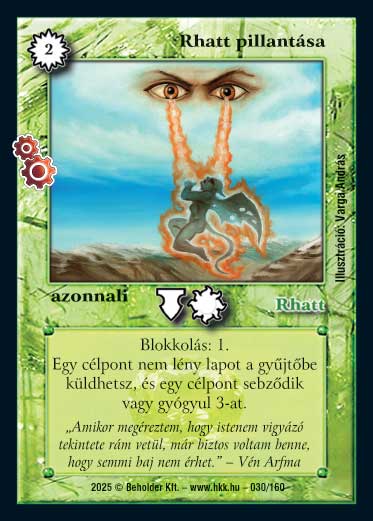 2
Rhatt pillantása
Illusztráció: Varga András
azonnali
Rhatt
Blokkolás: 1.
Egy célpont nem lény lapot a gyűjtőbe
küldhetsz, és egy célpont sebződik
vagy gyógyul 3-at.
„Amikor megéreztem, hogy istenem vigyázó
tekintete rám vetül, már biztos voltam benne,
hogy semmi baj nem érhet.” – Vén Arfma
2025 © Beholder Kft. – www.hkk.hu – 030/160